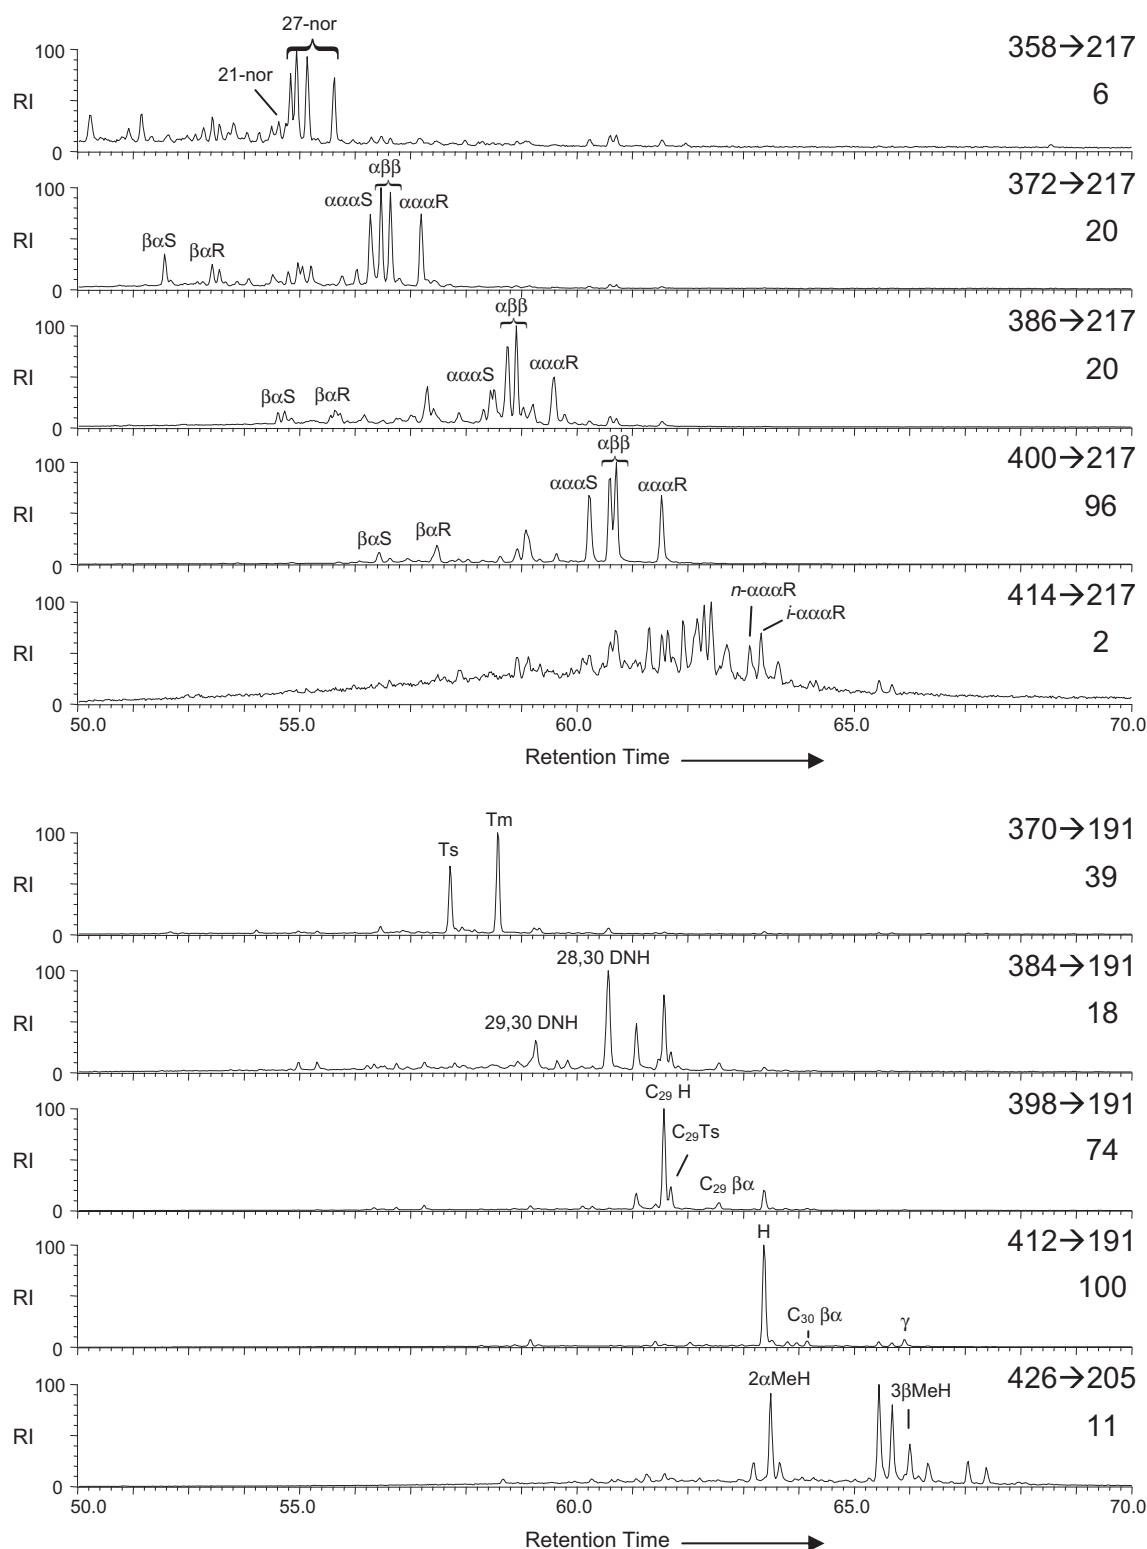 27-nor
358→217
100
21-nor
6
RI
0
αββ
372→217
100
αααS
αααR
20
βαS
βαR
RI
0
αββ
386→217
100
20
αααS
αααR
RI
βαS
βαR
0
αββ
400→217
100
αααS
αααR
96
RI
βαS
βαR
0
n-αααR
414→217
100
i-αααR
2
RI
0
50.0 55.0 60.0 65.0 70.0
Retention Time
Tm
370→191
100
Ts
39
RI
0
28,30 DNH
384→191
100
18
29,30 DNH
RI
0
C29 H
398→191
100
C29Ts
74
RI
C29 βα
0
H
412→191
100
100
C30 βα
RI
γ
0
2αMeH
426→205
100
3βMeH
11
RI
0
50.0 55.0 60.0 65.0 70.0
Retention Time